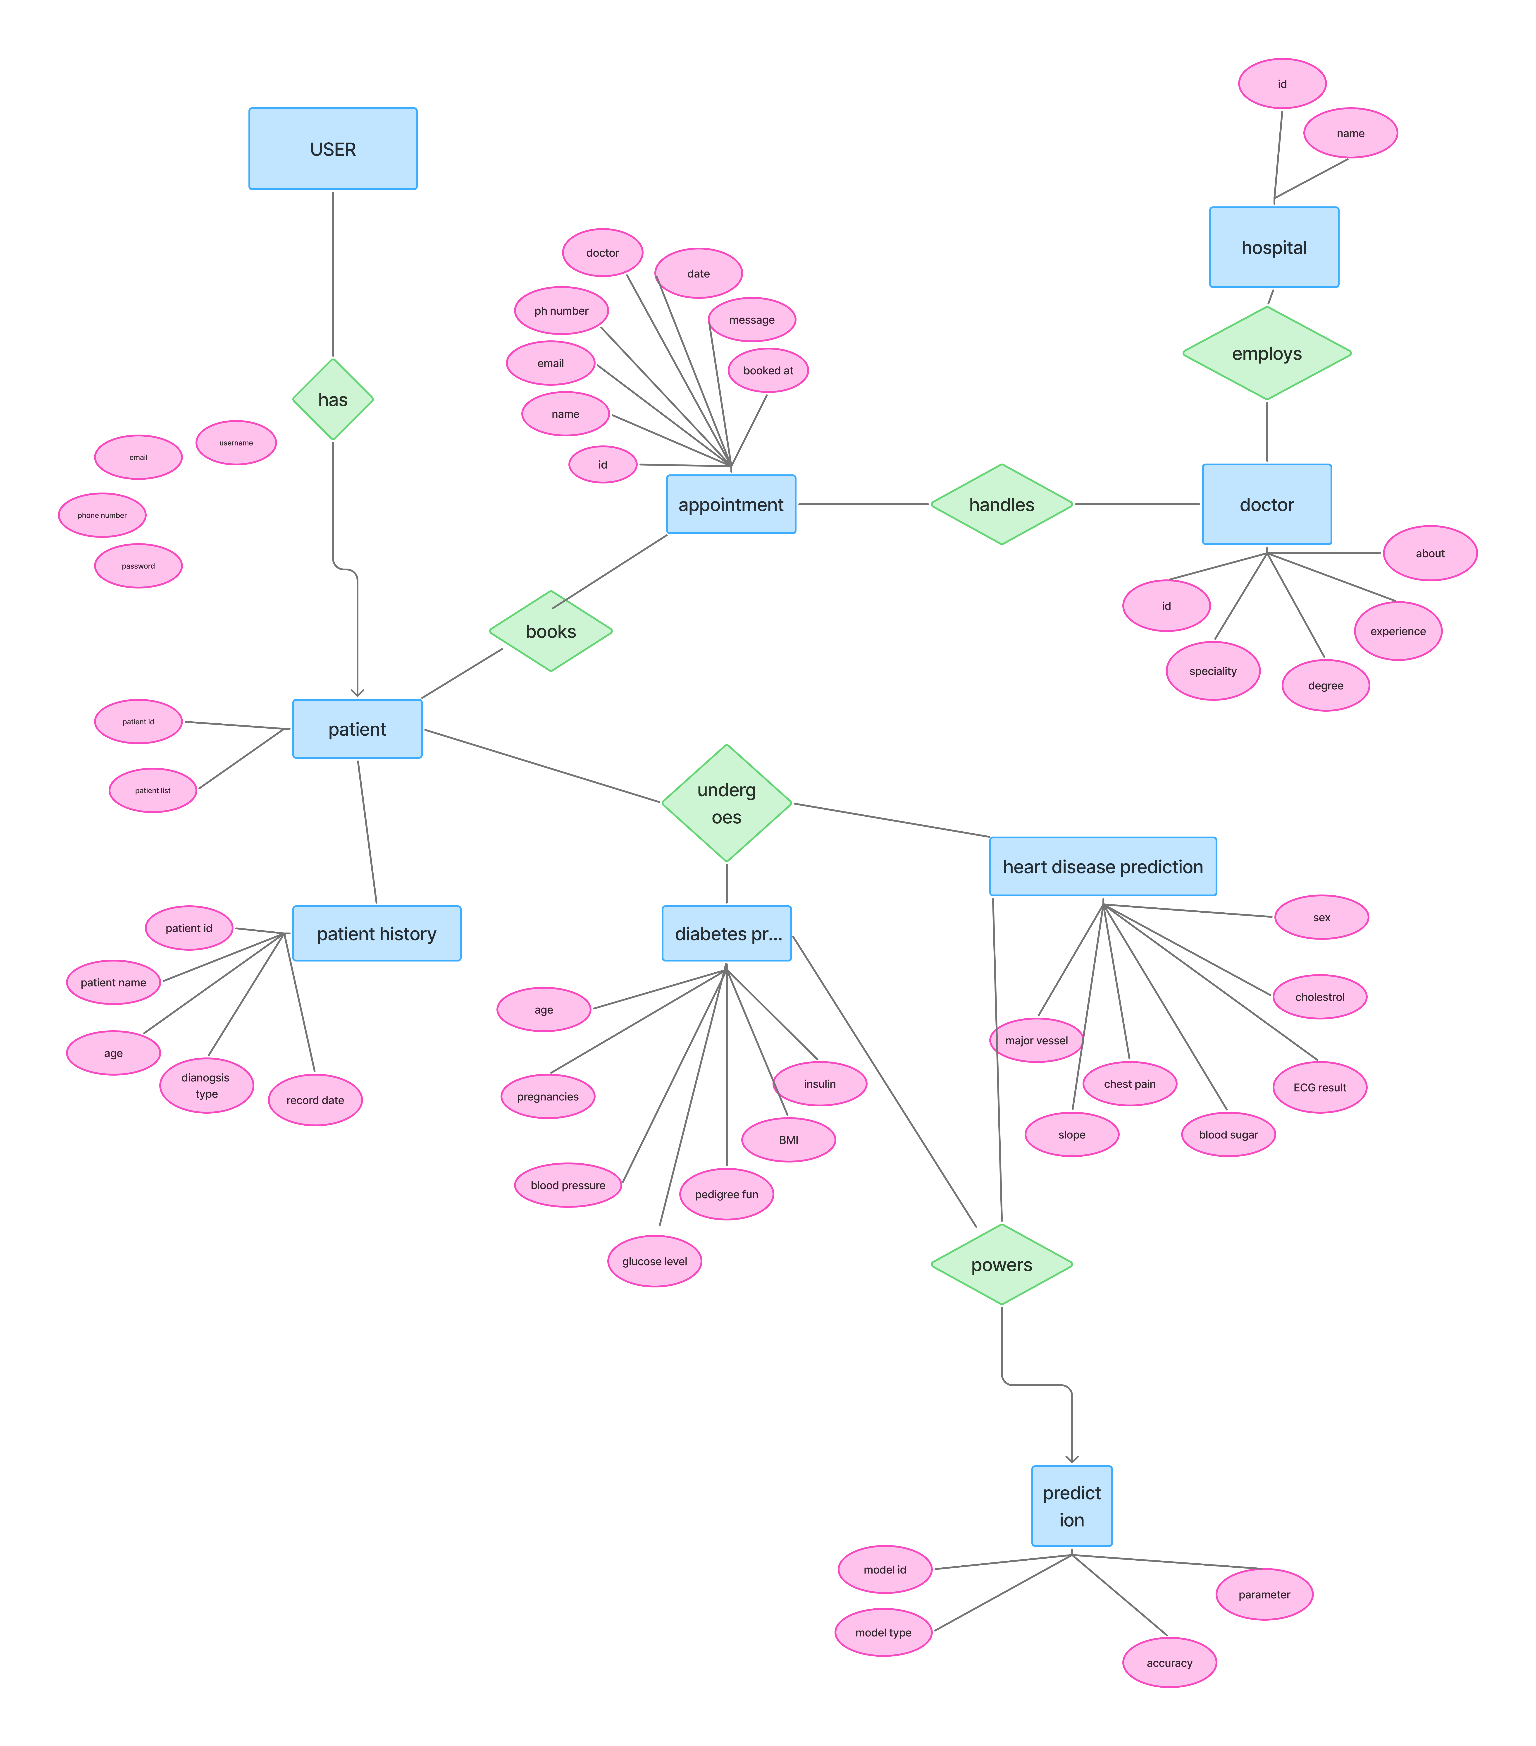 id
name
USER
hospital
doctor
date
ph number
message
employs
email
booked at
has
name
username
email
id
appointment
handles
doctor
phone number
about
password
id
books
experience
speciality
degree
patient id
patient
patient list
underg
oes
heart disease prediction
sex
patient id
patient history
diabetes pr...
patient name
cholestrol
age
major vessel
age
dianogsis
type
record date
pregnancies
insulin
chest pain
ECG result
BMI
slope
blood sugar
blood pressure
pedigree fun
glucose level
powers
predict
ion
model id
parameter
model type
accuracy